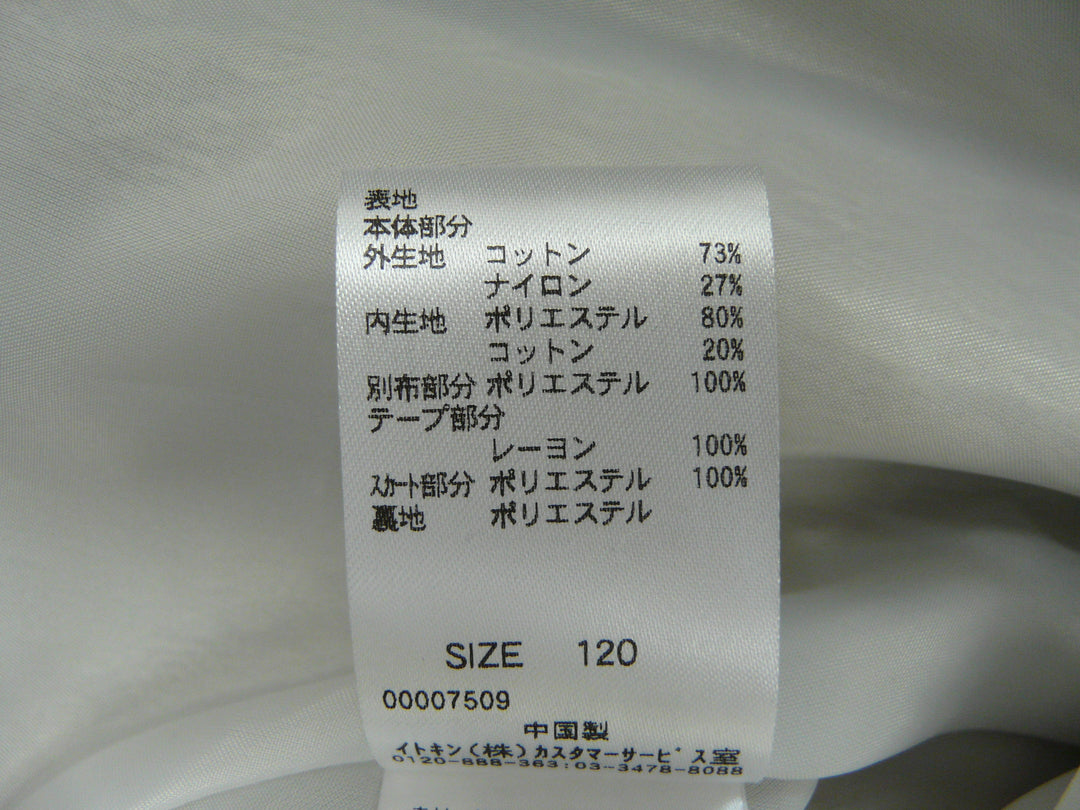 表地
本体部分
外生地 コットン 73%
ナイロン 27%
内生地 ポリエステル 80%
コットン 20%
別布部分 ポリエステル 100%
テープ部分
レーヨン 100%
スカート部分 ポリエステル 100%
裏地 ポリエステル
SIZE 120
00007509
中国製
イトキン(株)カスタマーサービス室
0120-888-363:03-3478-8088